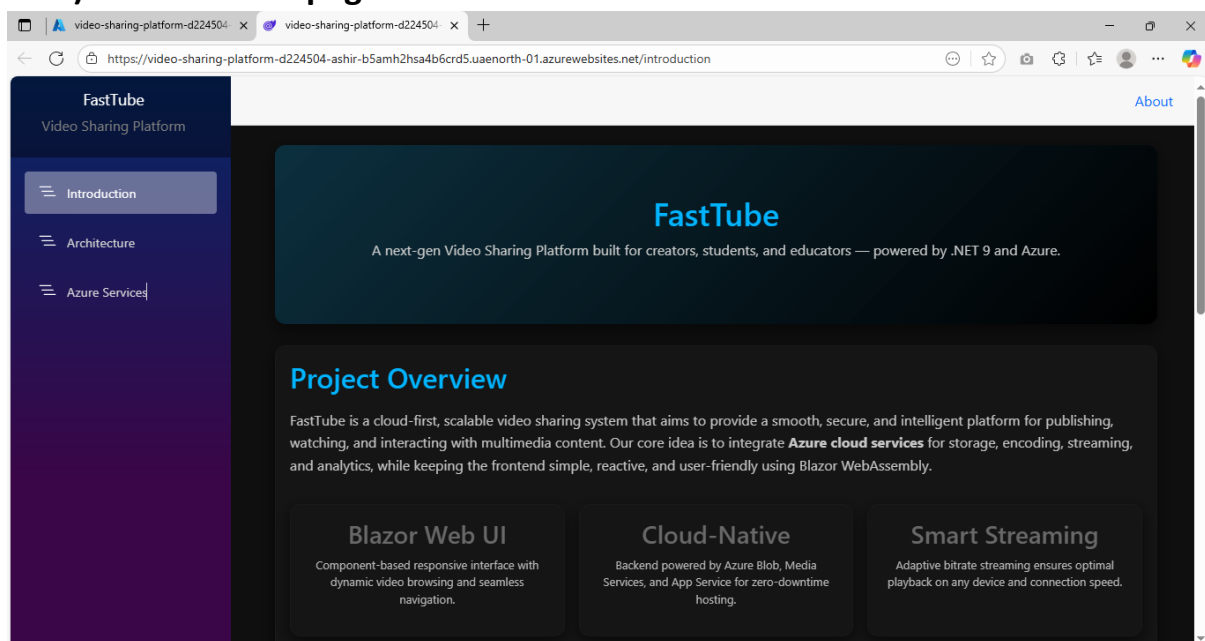 video-sharing-platform-d224504-
video-sharing-platform-d224504-
https://video-sharing-platform-d224504-ashir-b5amh2hsa4b6crd5.uaenorth-01.azurewebsites.net/introduction
FastTube
Video Sharing Platform
About
Introduction
Architecture
Azure Services
FastTube
A next-gen Video Sharing Platform built for creators, students, and educators — powered by .NET 9 and Azure.
Project Overview
FastTube is a cloud-first, scalable video sharing system that aims to provide a smooth, secure, and intelligent platform for publishing,
watching, and interacting with multimedia content. Our core idea is to integrate Azure cloud services for storage, encoding, streaming,
and analytics, while keeping the frontend simple, reactive, and user-friendly using Blazor WebAssembly.
Blazor Web UI
Component-based responsive interface with
dynamic video browsing and seamless
navigation.
Cloud-Native
Backend powered by Azure Blob, Media
Services, and App Service for zero-downtime
hosting.
Smart Streaming
Adaptive bitrate streaming ensures optimal
playback on any device and connection speed.